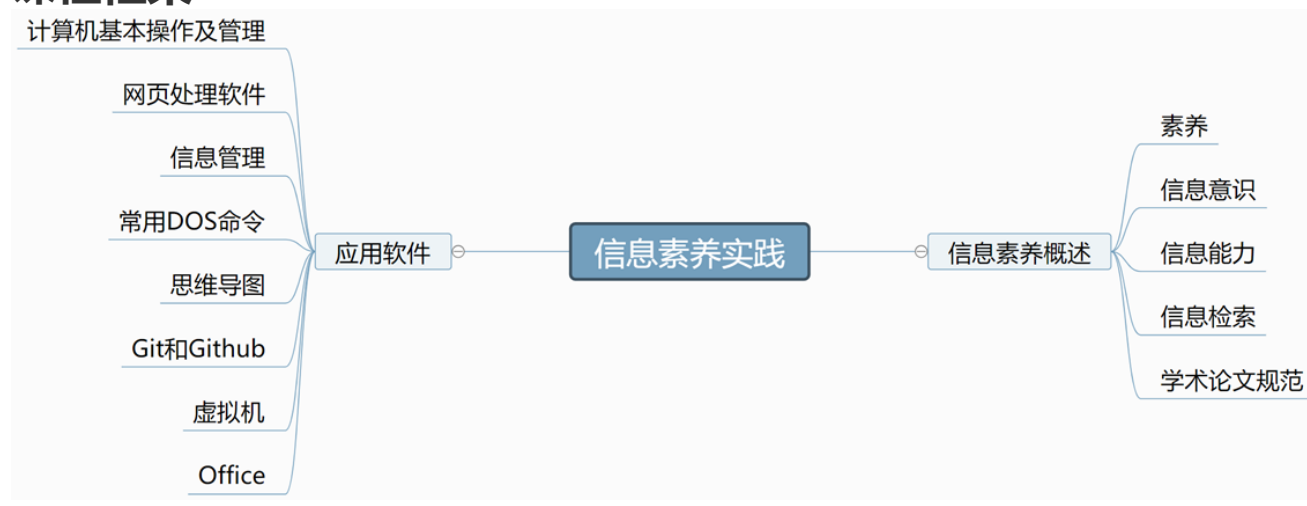 计算机基本操作及管理
网页处理软件
信息管理
常用DOS命令
思维导图
Git和Github
虚拟机
Office
应用软件
信息素养实践
信息素养概述
素养
信息意识
信息能力
信息检索
学术论文规范